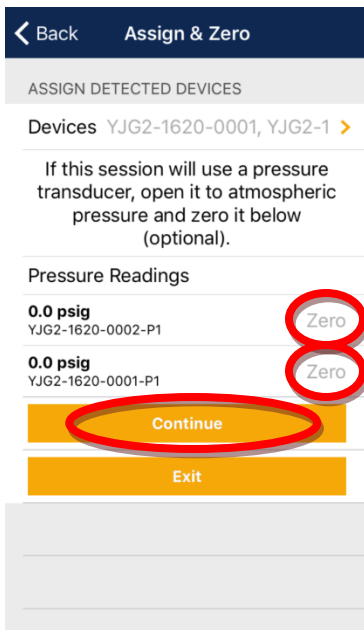 Back Assign & Zero
ASSIGN DETECTED DEVICES
Devices YJG2-1620-0001, YJG2-1
If this session will use a pressure
transducer, open it to atmospheric
pressure and zero it below
(optional).
Pressure Readings
0.0 psig Zero
YJG2-1620-0002-P1
0.0 psig Zero
YJG2-1620-0001-P1
Continue
Exit